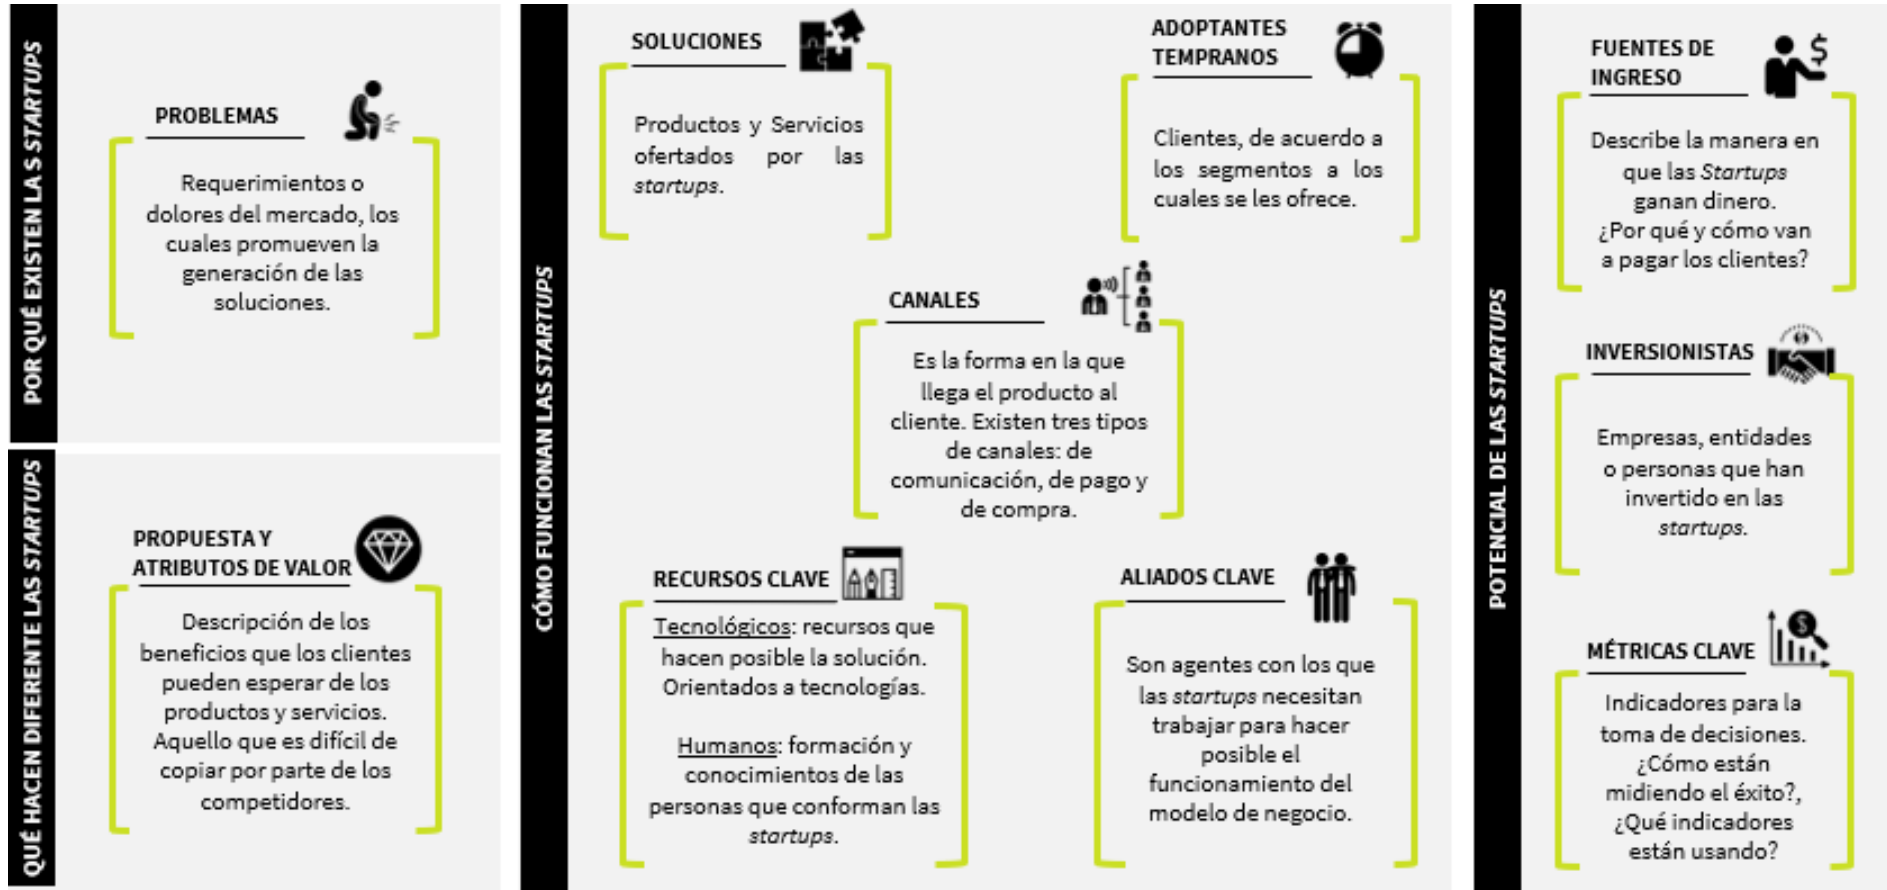 POR QUÉ EXISTEN LA S STARTUPS
PROBLEMAS
Requerimientos o
dolores del mercado, los
cuales promueven la
generación de las
soluciones.
QUÉ HACEN DIFERENTE LAS STARTUPS
PROPUESTA Y
ATRIBUTOS DE VALOR
Descripción de los
beneficios que los clientes
pueden esperar de los
productos y servicios.
Aquello que es difícil de
copiar por parte de los
competidores.
CÓMO FUNCIONAN LAS STARTUPS
SOLUCIONES
Productos y Servicios
ofertados por las
startups.
ADOPTANTES
TEMPRANOS
Clientes, de acuerdo a
los segmentos a los
cuales se les ofrece.
CANALES
Es la forma en la que
llega el producto al
cliente. Existen tres tipos
de canales: de
comunicación, de pago y
de compra.
RECURSOS CLAVE
Tecnológicos: recursos que
hacen posible la solución.
Orientados a tecnologías.
Humanos: formación y
conocimientos de las
personas que conforman las
startups.
ALIADOS CLAVE
Son agentes con los que
las startups necesitan
trabajar para hacer
posible el
funcionamiento del
modelo de negocio.
POTENCIAL DE LAS STARTUPS
FUENTES DE
INGRESO
$
Describe la manera en
que las Startups
ganan dinero.
¿Por qué y cómo van
a pagar los clientes?
INVERSIONISTAS
Empresas, entidades
o personas que han
invertido en las
startups.
MÉTRICAS CLAVE
$
Indicadores para la
toma de decisiones.
¿Cómo están
midiendo el éxito?,
¿Qué indicadores
están usando?